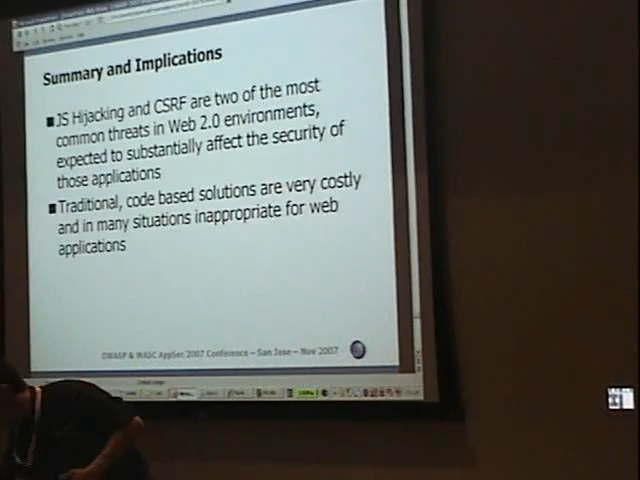 Summary and Implications
JS Hijacking and CSRF are two of the most
common threats in Web 2.0 environments,
expected to substantially affect the security of
those applications
Traditional, code based solutions are very costly
and in many situations inappropriate for web
applications
OWASP & WASC AppSec 2007 Conference – San Jose – Nov 2007